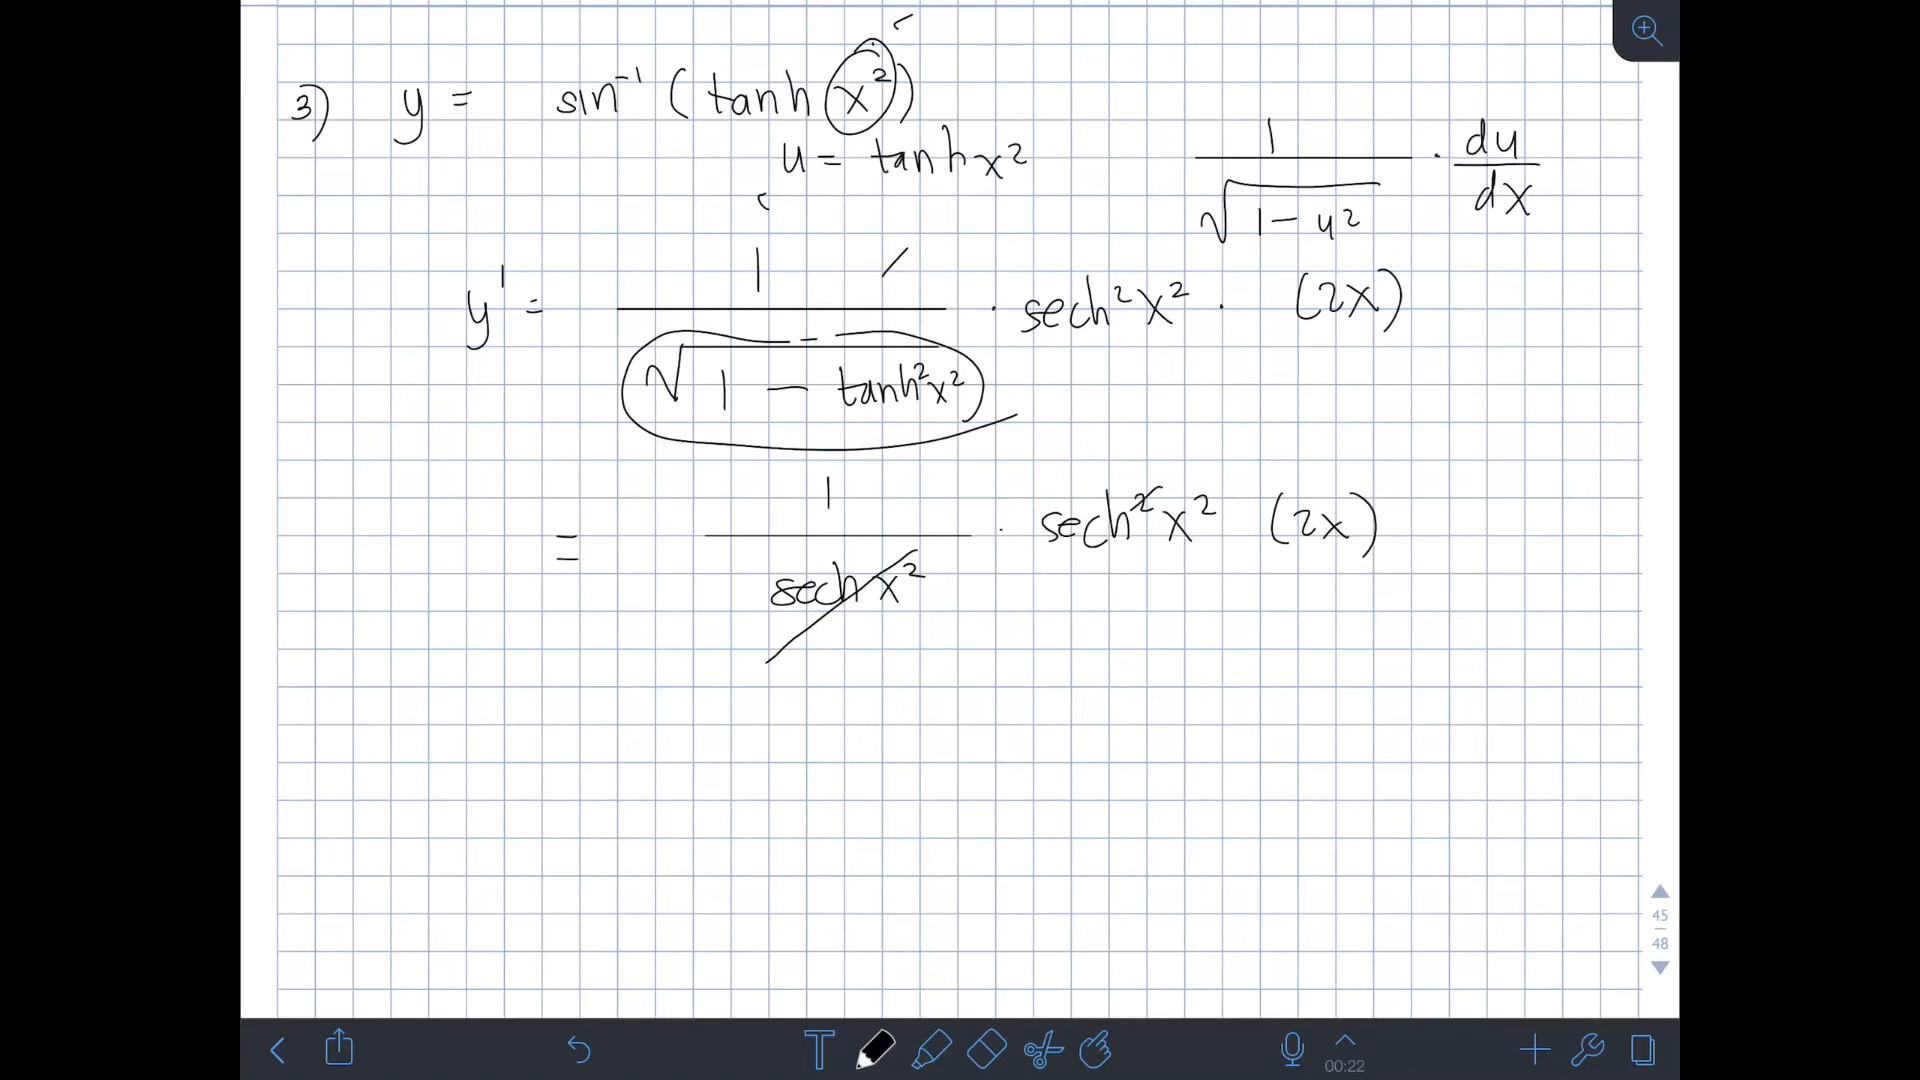 3) y = sin⁻¹ (tanh x²)
u = tanh x²
1 / √(1 - u²) · du/dx
y' = 1 / √(1 - tanh²x²) · sech²x² · (2x)
= 1 / sech x² · sech²x² (2x)
45
48
T
00:22